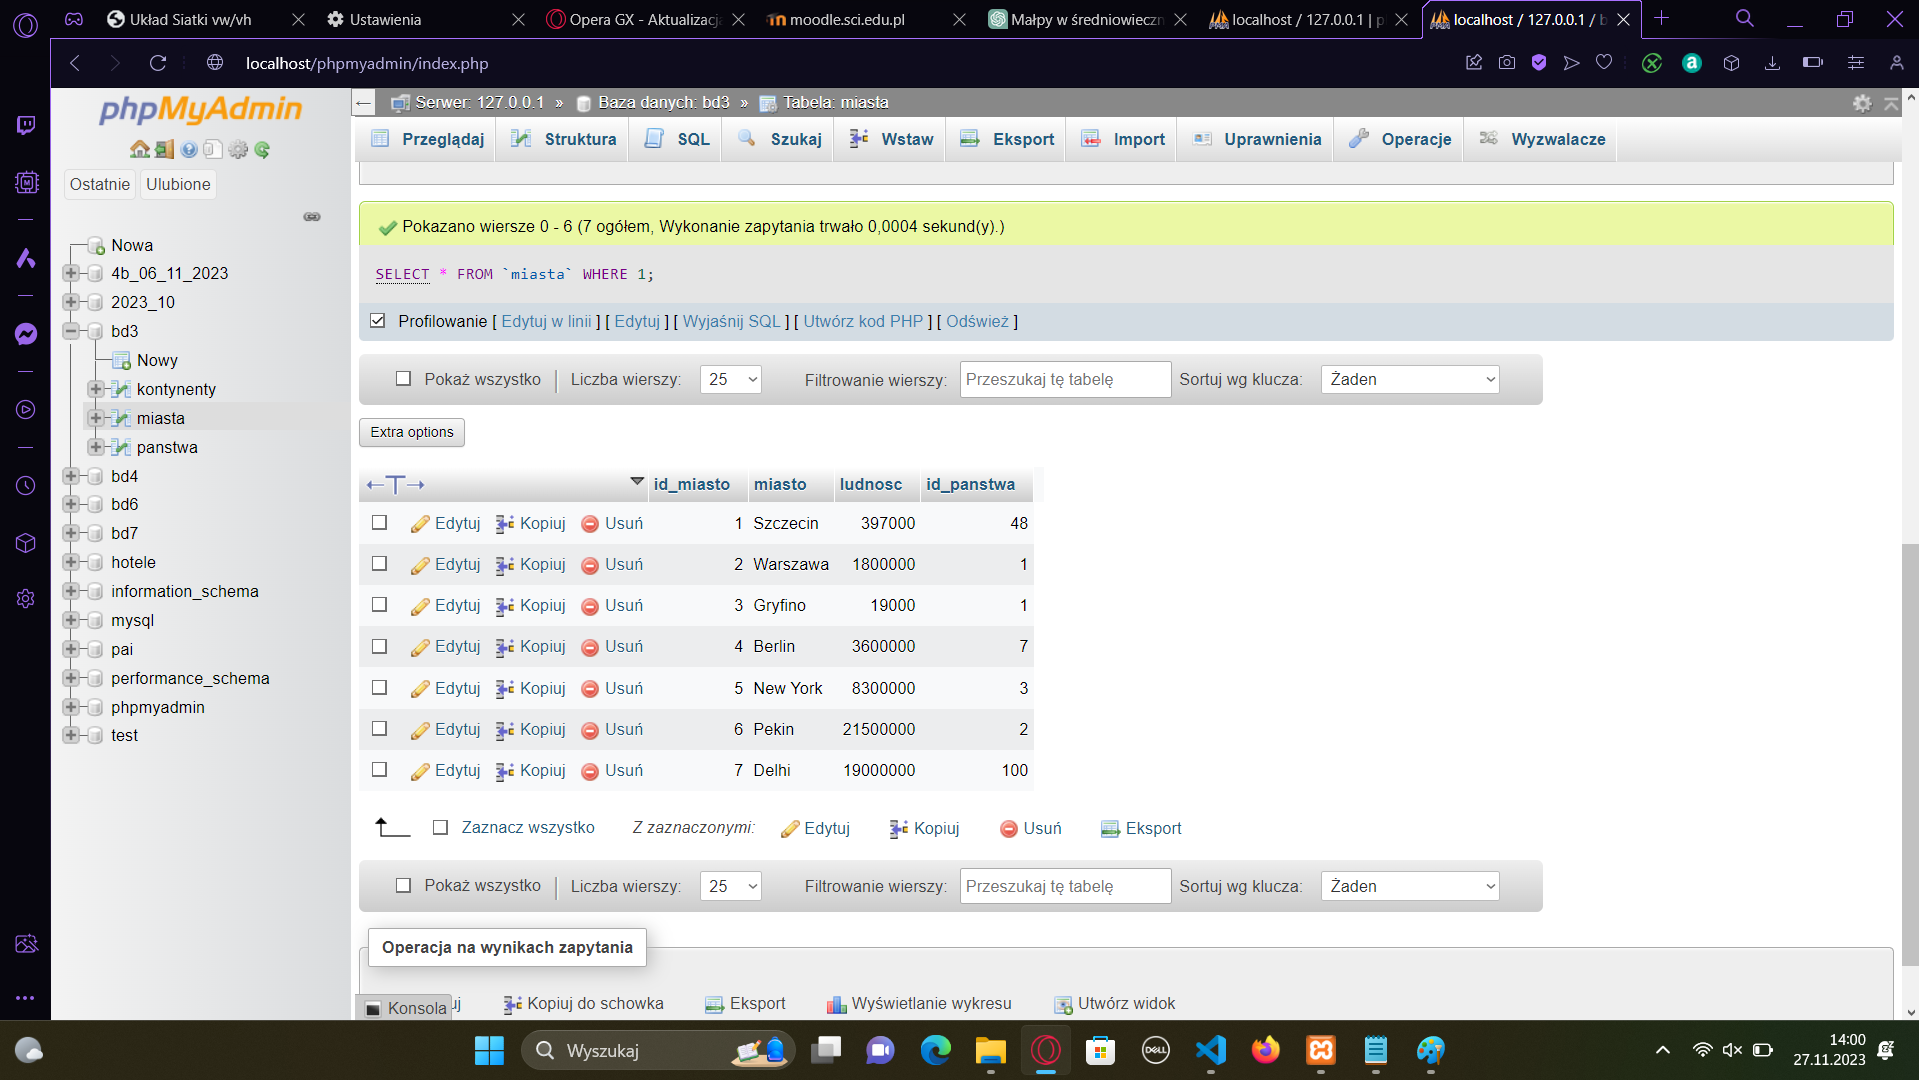 Układ Siatki vw/vh
Ustawienia
Opera GX - Aktualizacja
moodle.sci.edu.pl
Małpy w średniowieczn
localhost / 127.0.0.1 | p
localhost / 127.0.0.1 / b
localhost/phpmyadmin/index.php
phpMyAdmin
Ostatnie
Ulubione
Nowa
4b_06_11_2023
2023_10
bd3
Nowy
kontynenty
miasta
panstwa
bd4
bd6
bd7
hotele
information_schema
mysql
pai
performance_schema
phpmyadmin
test
Serwer: 127.0.0.1 » Baza danych: bd3 » Tabela: miasta
Przeglądaj Struktura SQL Szukaj Wstaw Eksport Import Uprawnienia Operacje Wyzwalacze
Pokazano wiersze 0 - 6 (7 ogółem, Wykonanie zapytania trwało 0,0004 sekund(y).)
SELECT * FROM `miasta` WHERE 1;
Profilowanie [ Edytuj w linii ] [ Edytuj ] [ Wyjaśnij SQL ] [ Utwórz kod PHP ] [ Odśwież ]
Pokaż wszystko | Liczba wierszy: 25 Filtrowanie wierszy: Przeszukaj tę tabelę Sortuj wg klucza: Żaden
Extra options
←T→ id_miasto miasto ludnosc id_panstwa
Edytuj Kopiuj Usuń 1 Szczecin 397000 48
Edytuj Kopiuj Usuń 2 Warszawa 1800000 1
Edytuj Kopiuj Usuń 3 Gryfino 19000 1
Edytuj Kopiuj Usuń 4 Berlin 3600000 7
Edytuj Kopiuj Usuń 5 New York 8300000 3
Edytuj Kopiuj Usuń 6 Pekin 21500000 2
Edytuj Kopiuj Usuń 7 Delhi 19000000 100
Zaznacz wszystko Z zaznaczonymi: Edytuj Kopiuj Usuń Eksport
Pokaż wszystko | Liczba wierszy: 25 Filtrowanie wierszy: Przeszukaj tę tabelę Sortuj wg klucza: Żaden
Operacja na wynikach zapytania
Konsola uj Kopiuj do schowka Eksport Wyświetlanie wykresu Utwórz widok
Wyszukaj
DELL
14:00
27.11.2023